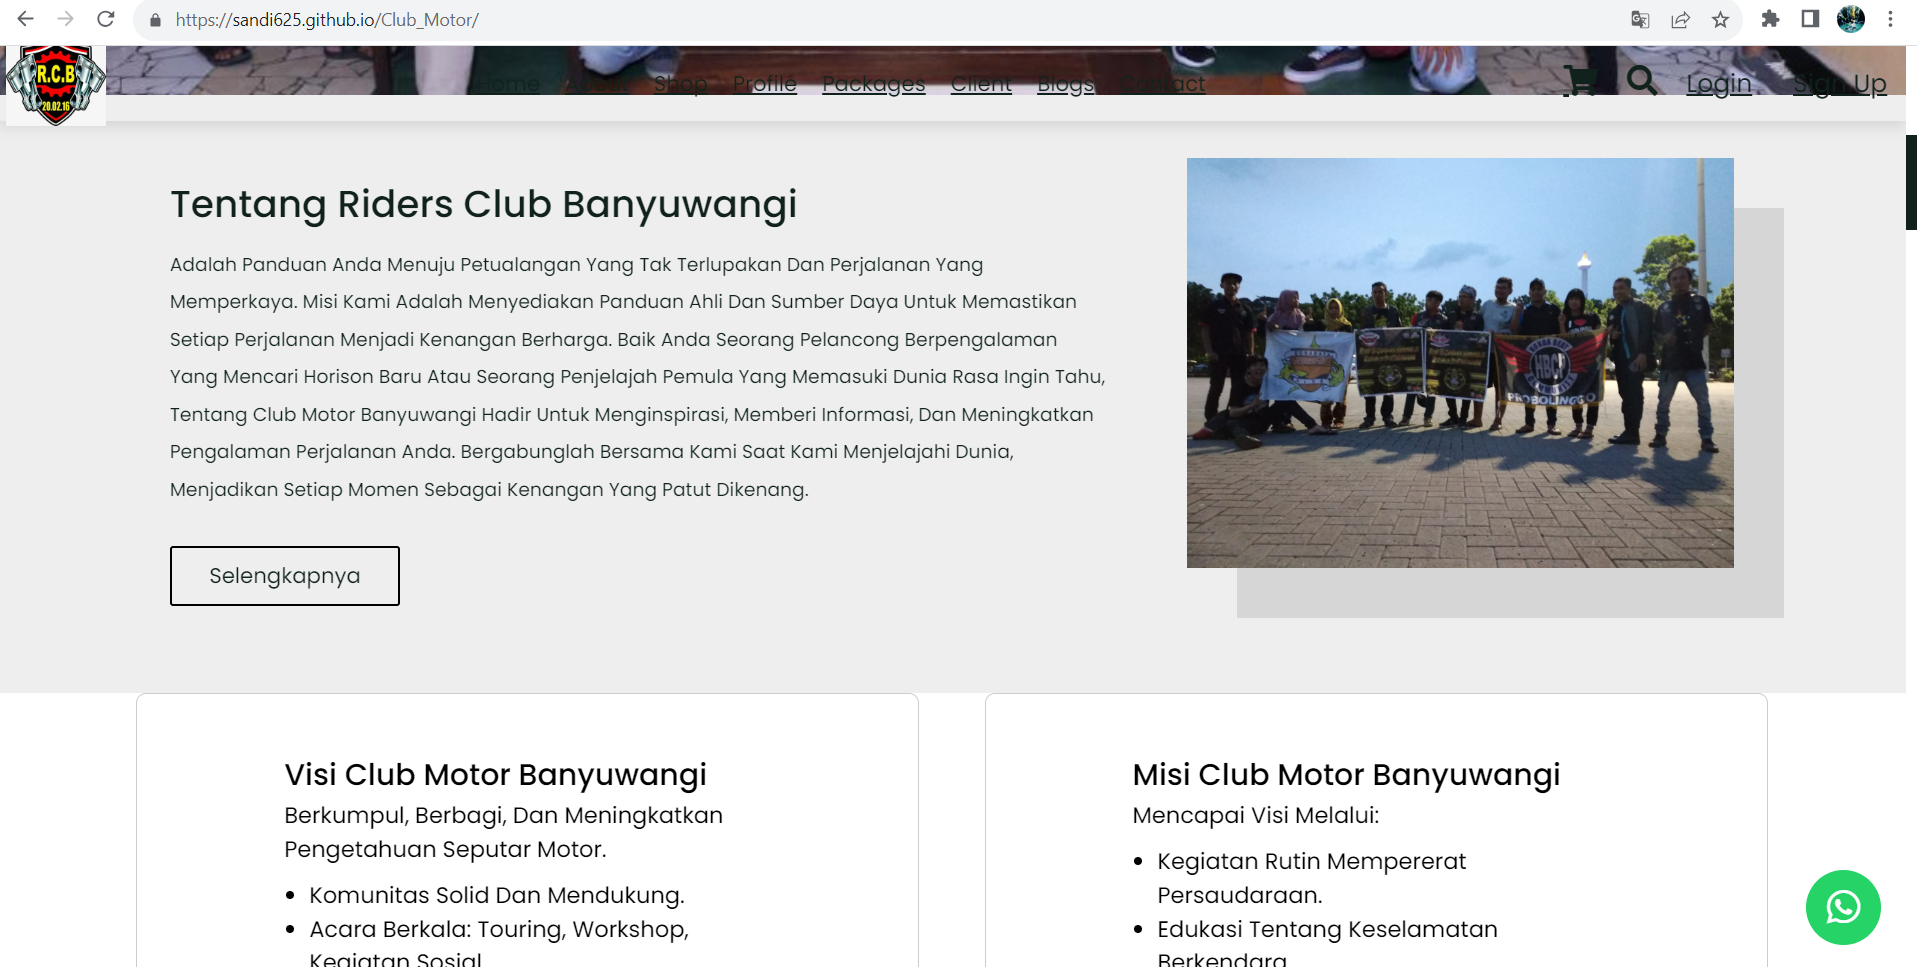 https://sandi625.github.io/Club_Motor/
R.C.B
20.02.16
Home About Shop Profile Packages Client Blogs Contact Login Sign Up
Tentang Riders Club Banyuwangi
Adalah Panduan Anda Menuju Petualangan Yang Tak Terlupakan Dan Perjalanan Yang
Memperkaya. Misi Kami Adalah Menyediakan Panduan Ahli Dan Sumber Daya Untuk Memastikan
Setiap Perjalanan Menjadi Kenangan Berharga. Baik Anda Seorang Pelancong Berpengalaman
Yang Mencari Horison Baru Atau Seorang Penjelajah Pemula Yang Memasuki Dunia Rasa Ingin Tahu,
Tentang Club Motor Banyuwangi Hadir Untuk Menginspirasi, Memberi Informasi, Dan Meningkatkan
Pengalaman Perjalanan Anda. Bergabunglah Bersama Kami Saat Kami Menjelajahi Dunia,
Menjadikan Setiap Momen Sebagai Kenangan Yang Patut Dikenang.
Selengkapnya
HBCP
PROBOLINGGO
Visi Club Motor Banyuwangi
Berkumpul, Berbagi, Dan Meningkatkan
Pengetahuan Seputar Motor.
Komunitas Solid Dan Mendukung.
Acara Berkala: Touring, Workshop,
Kegiatan Sosial
Misi Club Motor Banyuwangi
Mencapai Visi Melalui:
Kegiatan Rutin Mempererat
Persaudaraan.
Edukasi Tentang Keselamatan
Berkendara